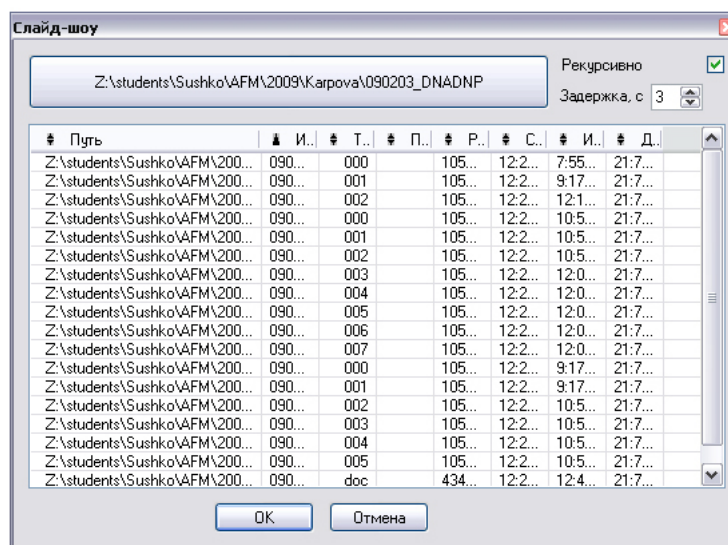 Слайд-шоу
Z:\students\Sushko\AFM\2009\Karpova\090203_DNADNP
Рекурсивно
Задержка, с 3
Путь И.. Т.. П.. Р.. С.. И.. Д..
Z:\students\Sushko\AFM\200... 090... 000 105... 12:2... 7:55... 21:7...
Z:\students\Sushko\AFM\200... 090... 001 105... 12:2... 9:17... 21:7...
Z:\students\Sushko\AFM\200... 090... 002 105... 12:2... 12:1... 21:7...
Z:\students\Sushko\AFM\200... 090... 000 105... 12:2... 10:5... 21:7...
Z:\students\Sushko\AFM\200... 090... 001 105... 12:2... 10:5... 21:7...
Z:\students\Sushko\AFM\200... 090... 002 105... 12:2... 10:5... 21:7...
Z:\students\Sushko\AFM\200... 090... 003 105... 12:2... 12:0... 21:7...
Z:\students\Sushko\AFM\200... 090... 004 105... 12:2... 12:0... 21:7...
Z:\students\Sushko\AFM\200... 090... 005 105... 12:2... 12:0... 21:7...
Z:\students\Sushko\AFM\200... 090... 006 105... 12:2... 12:0... 21:7...
Z:\students\Sushko\AFM\200... 090... 007 105... 12:2... 12:0... 21:7...
Z:\students\Sushko\AFM\200... 090... 000 105... 12:2... 9:17... 21:7...
Z:\students\Sushko\AFM\200... 090... 001 105... 12:2... 9:17... 21:7...
Z:\students\Sushko\AFM\200... 090... 002 105... 12:2... 10:5... 21:7...
Z:\students\Sushko\AFM\200... 090... 003 105... 12:2... 10:5... 21:7...
Z:\students\Sushko\AFM\200... 090... 004 105... 12:2... 10:5... 21:7...
Z:\students\Sushko\AFM\200... 090... 005 105... 12:2... 10:5... 21:7...
Z:\students\Sushko\AFM\200... 090... doc 434... 12:2... 12:4... 21:7...
OK Отмена